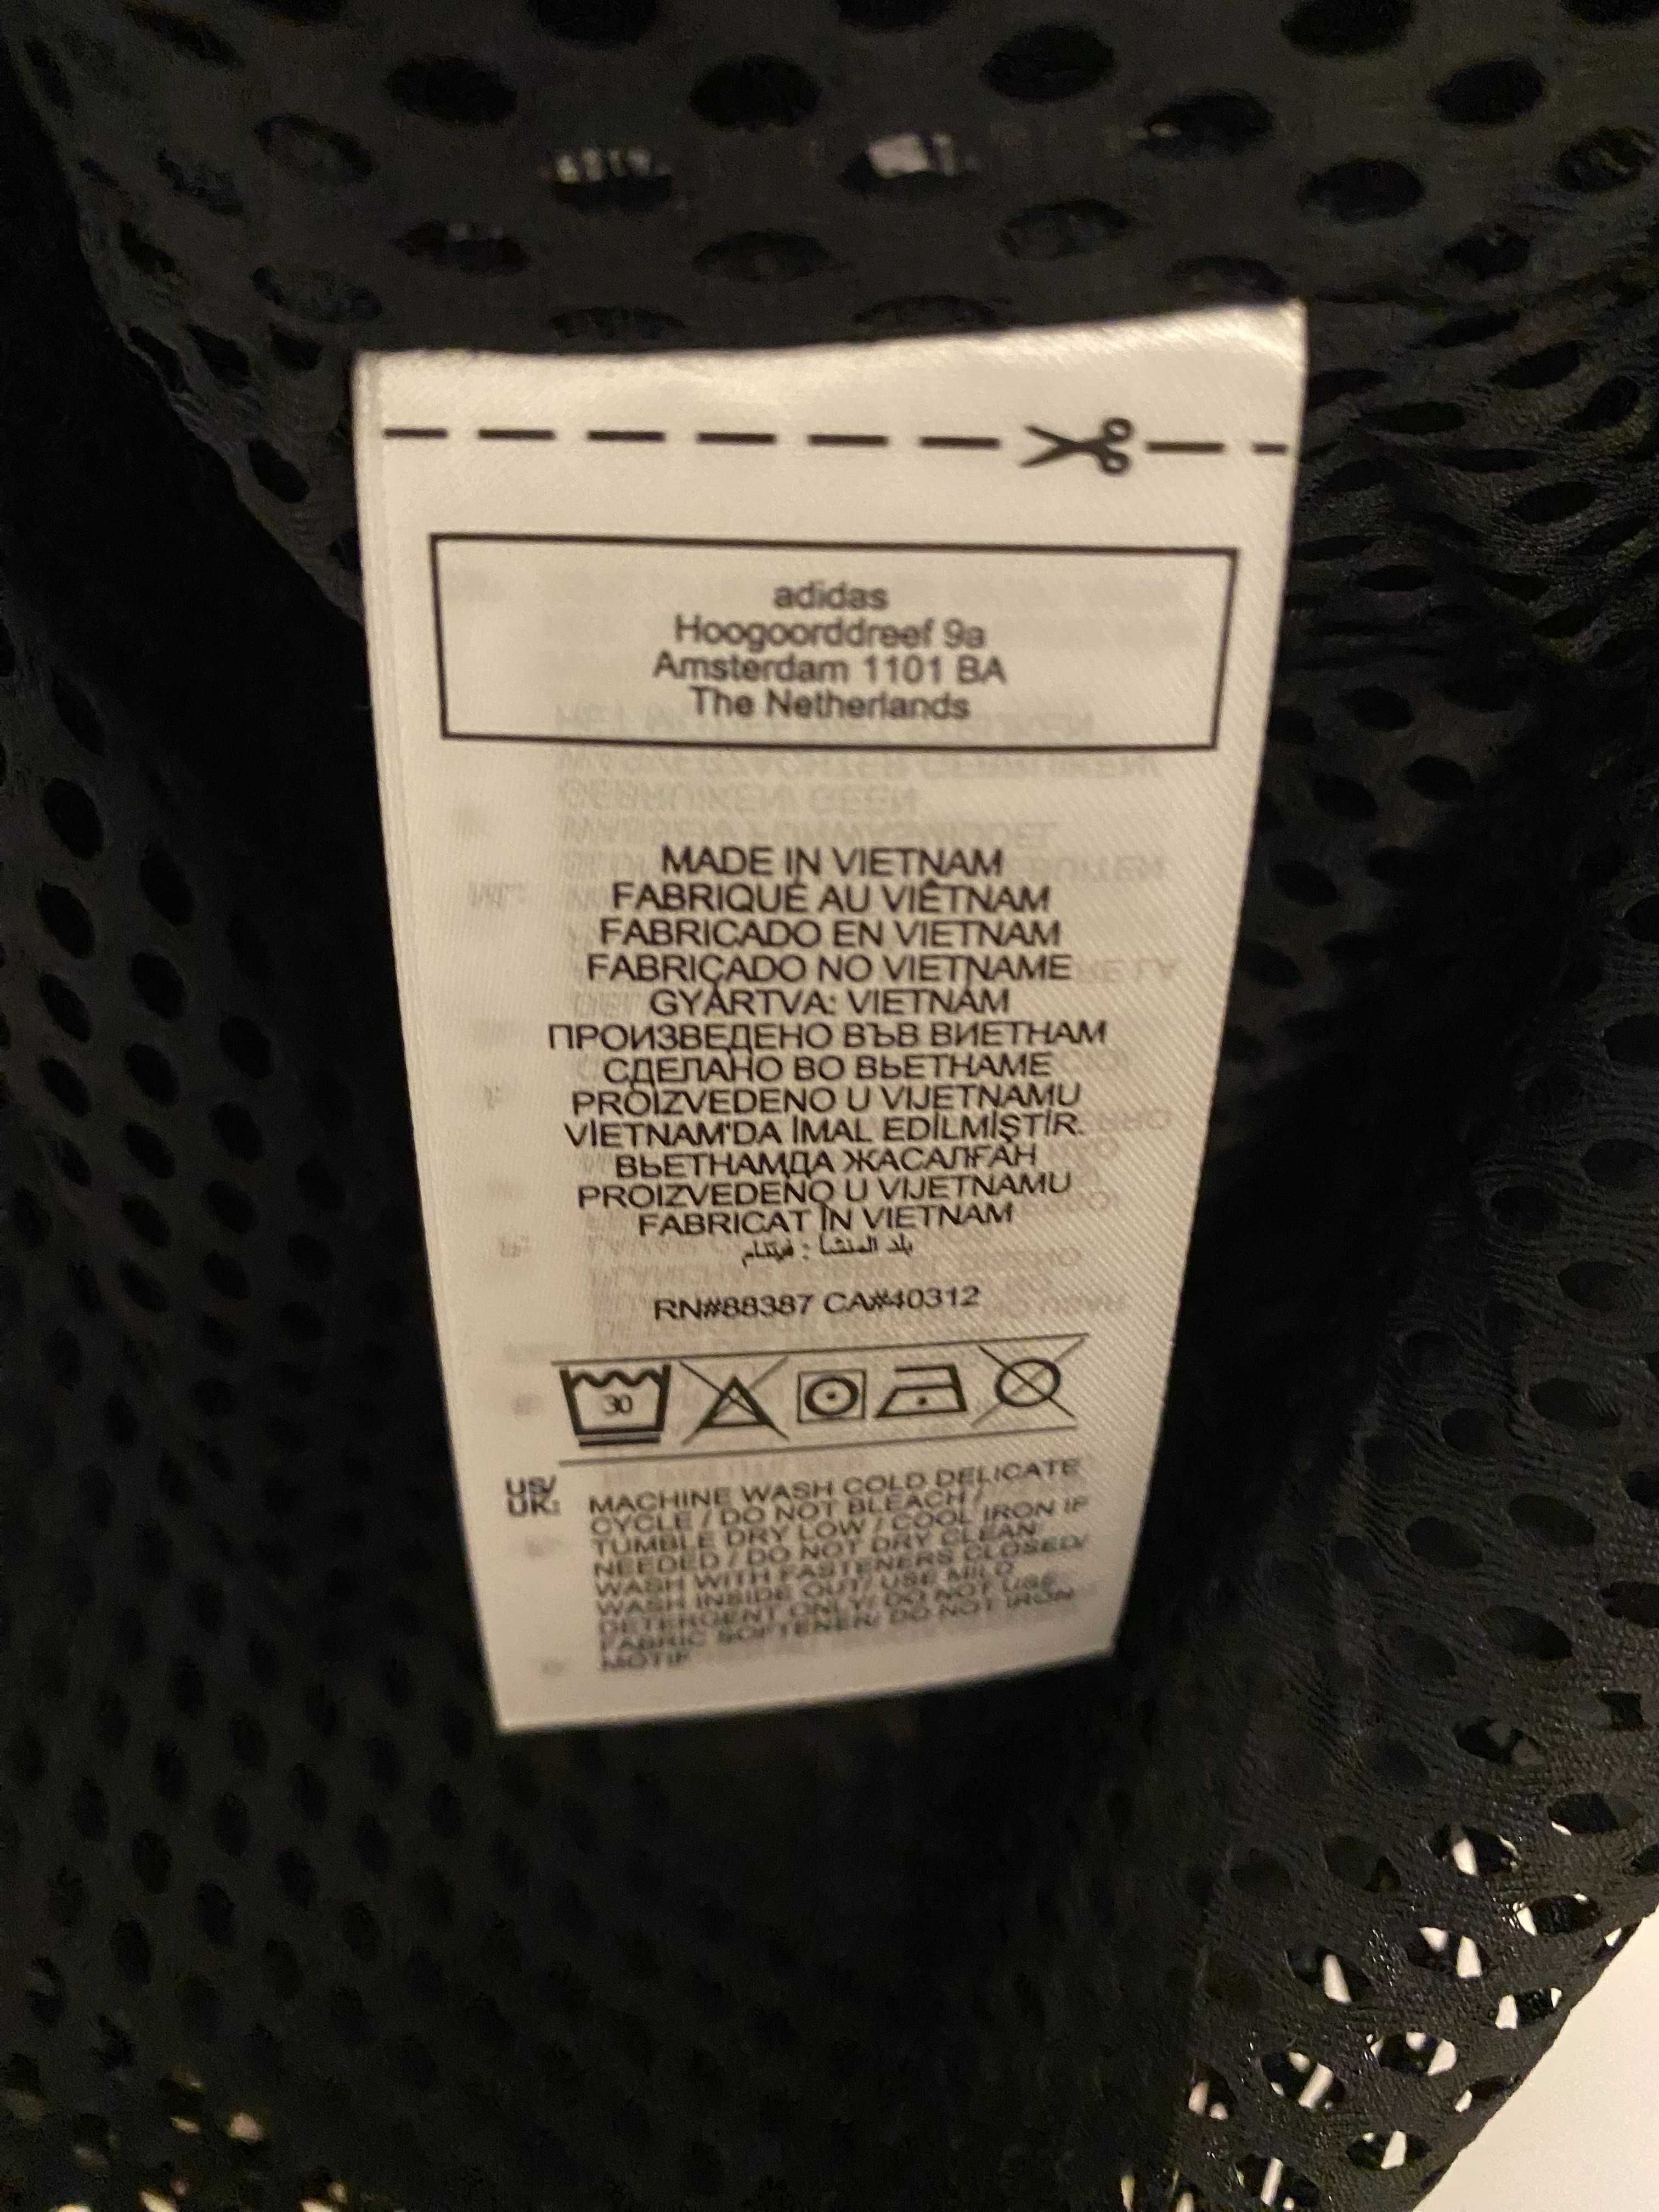 adidas
Hoogoorddreef 9a
Amsterdam 1101 BA
The Netherlands
MADE IN VIETNAM
FABRIQUÉ AU VIÊTNAM
FABRICADO EN VIETNAM
FABRICADO NO VIETNAME
GYÁRTVA: VIETNÁM
ПРОИЗВЕДЕНО ВЪВ ВИЕТНАМ
СДЕЛАНО ВО ВЬЕТНАМЕ
PROIZVEDENO U VIJETNAMU
VİETNAM'DA İMAL EDİLMİŞTİR.
ВЬЕТНАМДА ЖАСАЛҒАН
PROIZVEDENO U VIJETNAMU
FABRICAT ÎN VIETNAM
بلد المنشأ : فيتنام
RN#88387 CA#40312
30
US/
UK:
MACHINE WASH COLD DELICATE
CYCLE / DO NOT BLEACH /
TUMBLE DRY LOW / COOL IRON IF
NEEDED / DO NOT DRY CLEAN
WASH WITH FASTENERS CLOSED/
WASH INSIDE OUT/ USE MILD
DETERGENT ONLY/ DO NOT USE
FABRIC SOFTENER/ DO NOT IRON
MOTIF